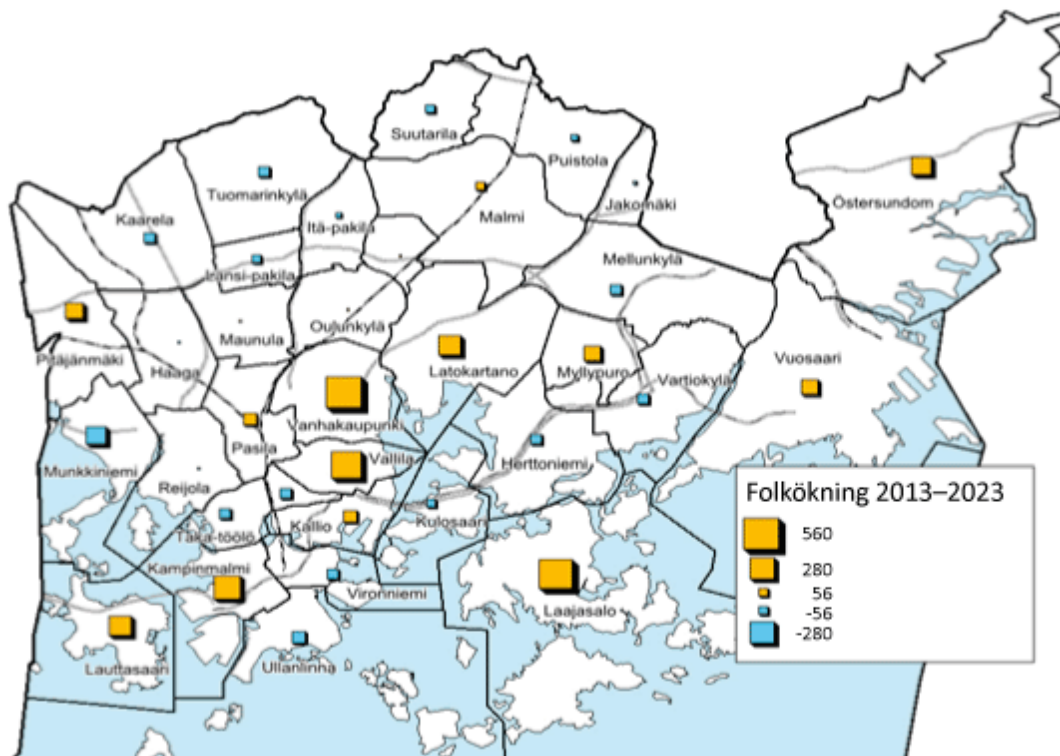 Suutarila
Puistola
Tuomarinkylä
Östersundom
Kaarela
Itä-pakila
Malmi
Jakomäki
Mellunkylä
Länsi-pakila
Maunula
Oulunkylä
Pitäjänmäki
Haaga
Latokartano
Myllypuro
Vuosaari
Vartiokylä
Vanhakaupunki
Pasila
Vallila
Herttoniemi
Munkkiniemi
Reijola
Kallio
Kulosaari
Taka-töölö
Kampinmalmi
Vironniemi
Laajasalo
Lauttasaari
Ullanlinna
Folkökning 2013–2023
560
280
56
-56
-280